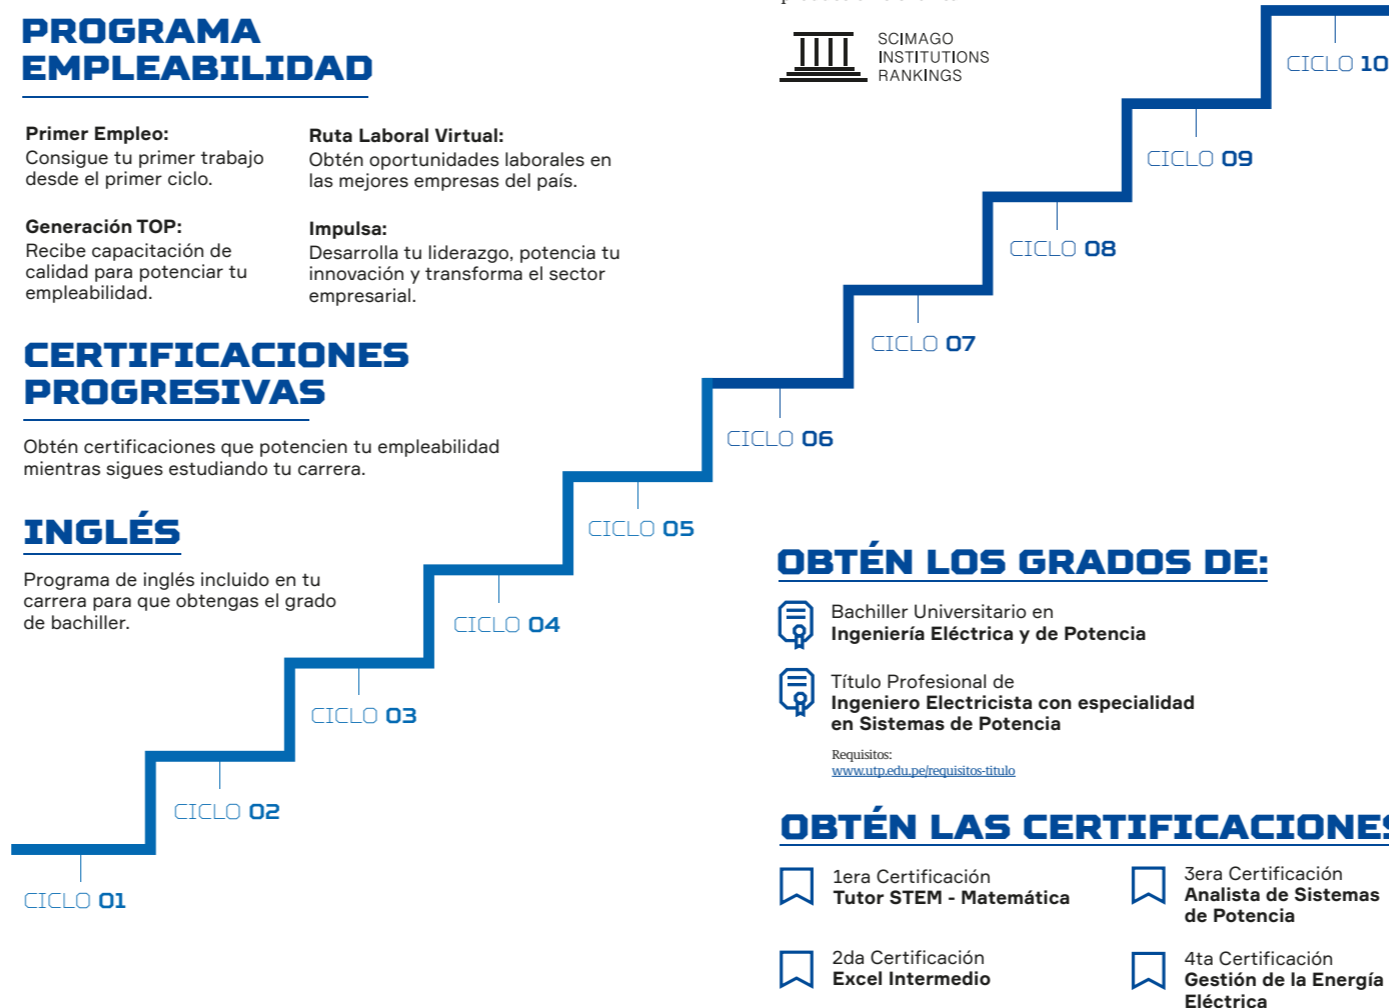 PROGRAMA
EMPLEABILIDAD
Primer Empleo:
Consigue tu primer trabajo
desde el primer ciclo.
Ruta Laboral Virtual:
Obtén oportunidades laborales en
las mejores empresas del país.
Generación TOP:
Recibe capacitación de
calidad para potenciar tu
empleabilidad.
Impulsa:
Desarrolla tu liderazgo, potencia tu
innovación y transforma el sector
empresarial.
CERTIFICACIONES
PROGRESIVAS
Obtén certificaciones que potencien tu empleabilidad
mientras sigues estudiando tu carrera.
INGLÉS
Programa de inglés incluido en tu
carrera para que obtengas el grado
de bachiller.
SCIMAGO
INSTITUTIONS
RANKINGS
CICLO 10
CICLO 09
CICLO 08
CICLO 07
CICLO 06
CICLO 05
CICLO 04
CICLO 03
CICLO 02
CICLO 01
OBTÉN LOS GRADOS DE:
Bachiller Universitario en
Ingeniería Eléctrica y de Potencia
Título Profesional de
Ingeniero Electricista con especialidad
en Sistemas de Potencia
Requisitos:
www.utp.edu.pe/requisitos-titulo
OBTÉN LAS CERTIFICACIONES
1era Certificación
Tutor STEM - Matemática
2da Certificación
Excel Intermedio
3era Certificación
Analista de Sistemas
de Potencia
4ta Certificación
Gestión de la Energía
Eléctrica